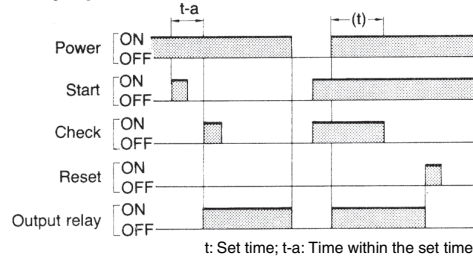 t-a
(t)
Power ON
OFF
Start ON
OFF
Check ON
OFF
Reset ON
OFF
Output relay ON
OFF
t: Set time; t-a: Time within the set time